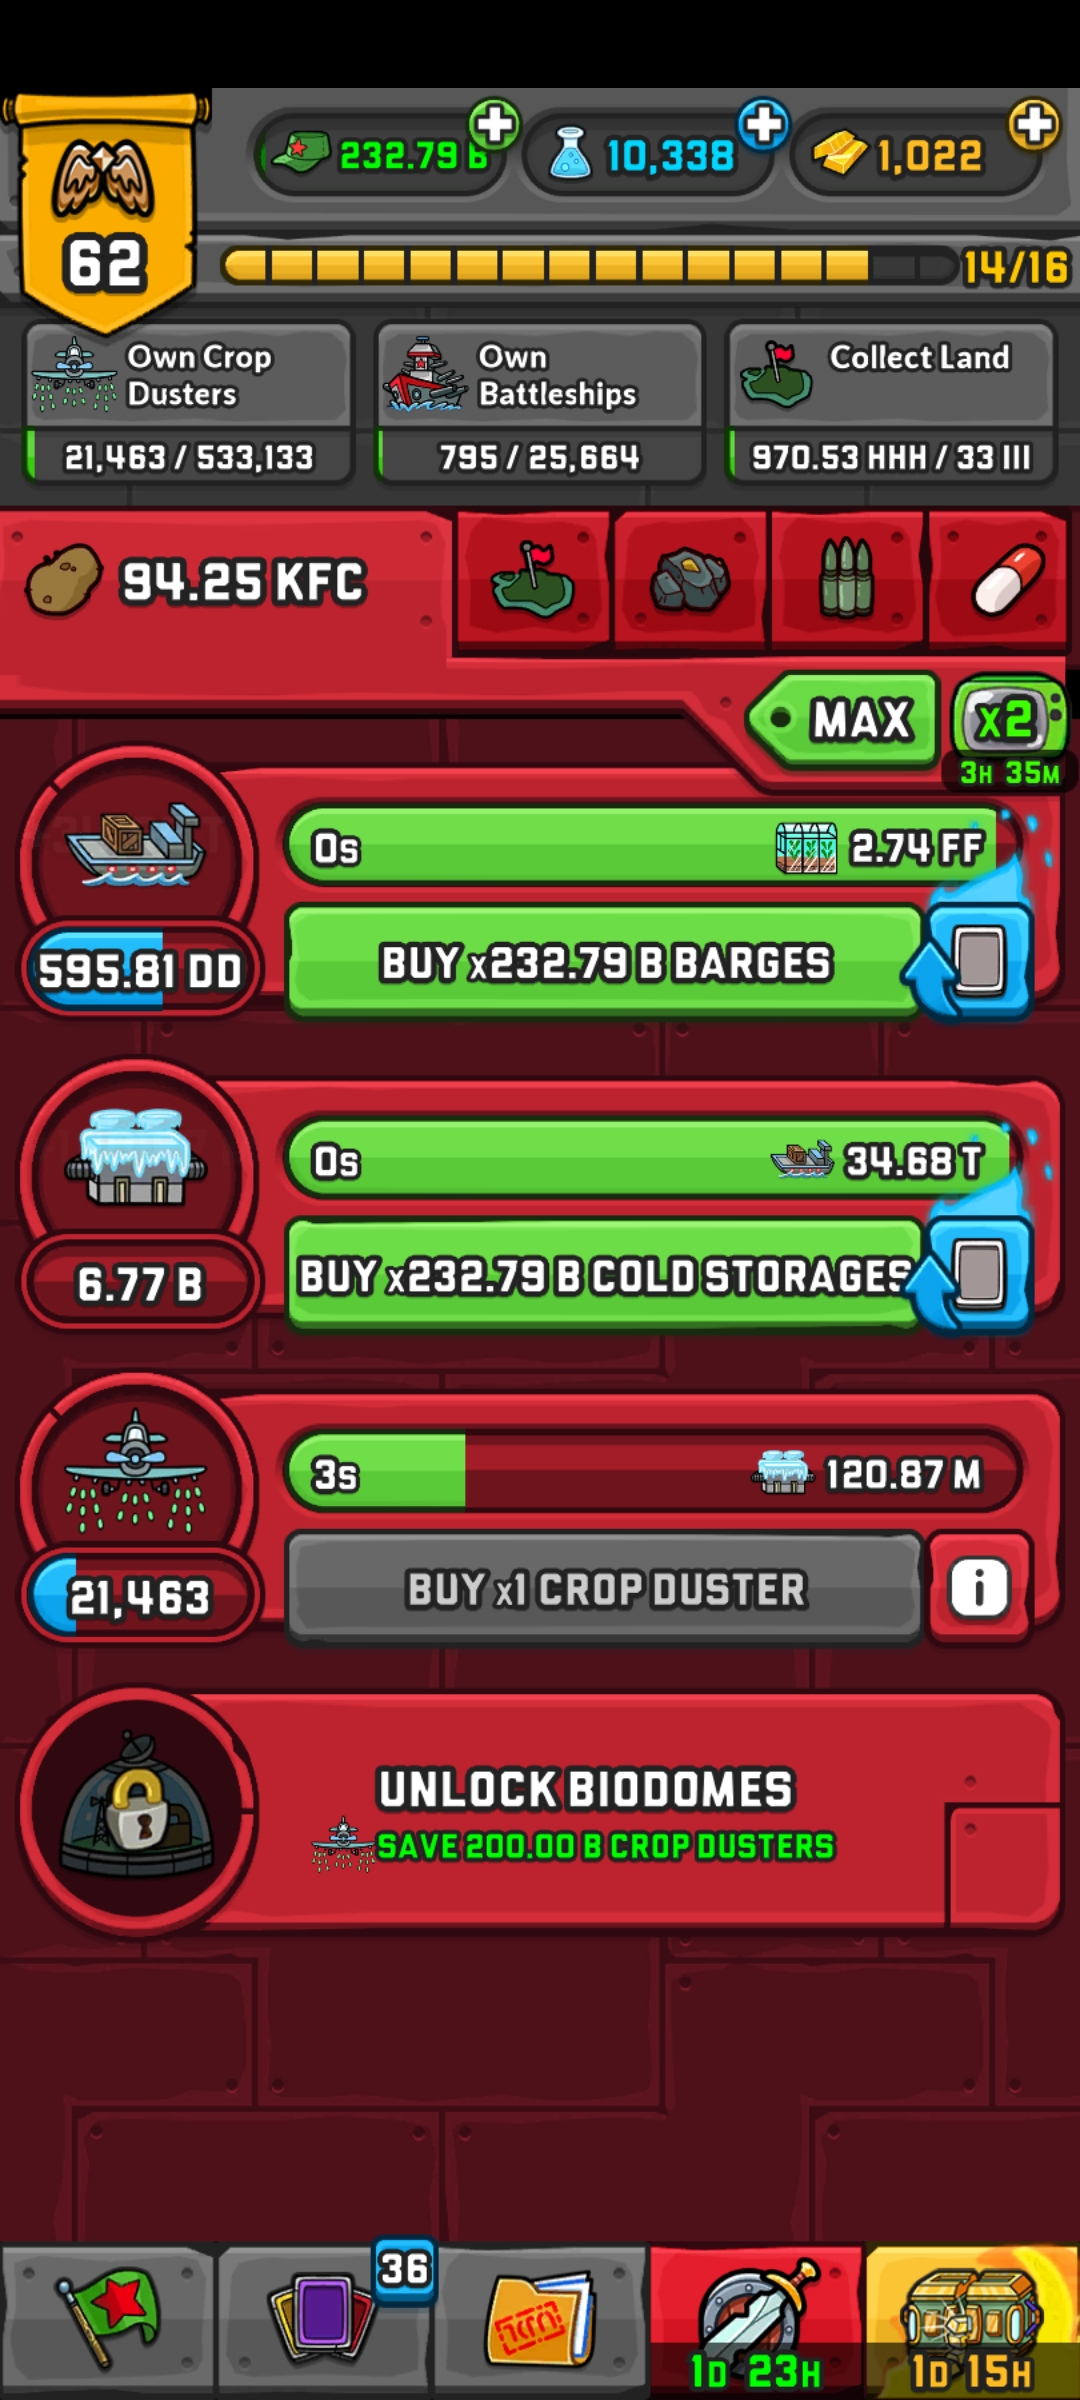 232.79 B
10,338
1,022
62
14/16
Own Crop
Dusters
21,463 / 533,133
Own
Battleships
795 / 25,664
Collect Land
970.53 HHH / 33 III
94.25 KFC
MAX
x2
3H 35M
0s
2.74 FF
595.81 DD
BUY x232.79 B BARGES
0s
34.68 T
6.77 B
BUY x232.79 B COLD STORAGES
3s
120.87 M
21,463
BUY x1 CROP DUSTER
i
UNLOCK BIODOMES
SAVE 200.00 B CROP DUSTERS
36
1D 23H
1D 15H